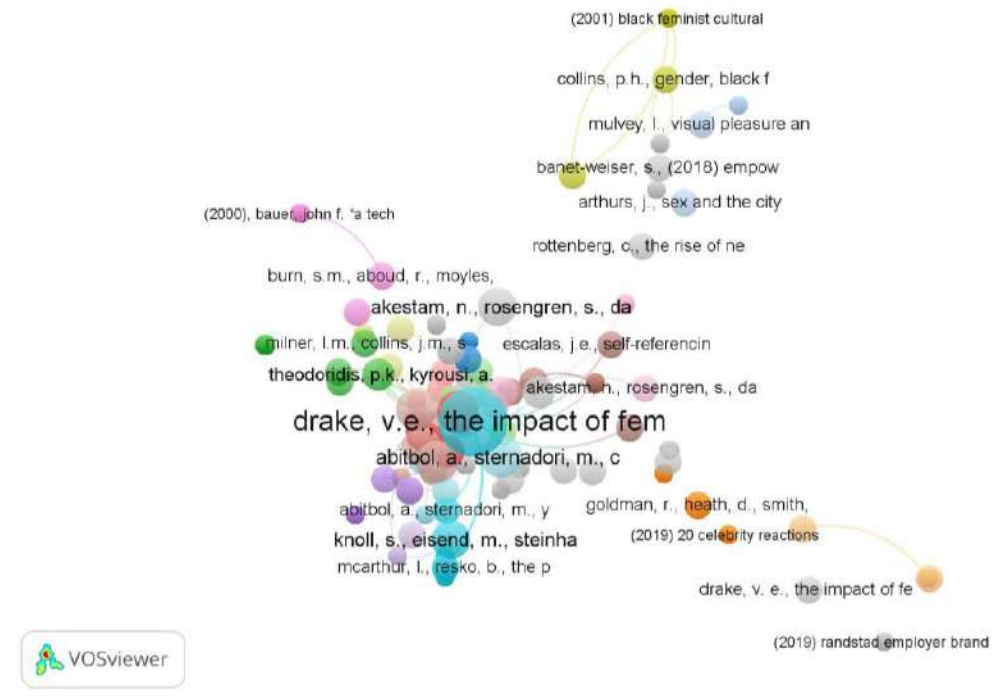 (2001) black feminist cultural
collins, p.h., gender, black f
mulvey, l., visual pleasure an
banet-weiser, s., (2018) empow
arthurs, j., sex and the city
(2000), bauer, john f. "a tech
rottenberg, c., the rise of ne
burn, s.m., aboud, r., moyles,
akestam, n., rosengren, s., da
milner, l.m., collins, j.m., s
escalas, j.e., self-referencin
theodoridis, p.k., kyrousi, a.
akestam, n., rosengren, s., da
drake, v.e., the impact of fem
abitbol, a., sternadori, m., c
abitbol, a., sternadori, m., y
goldman, r., heath, d., smith,
knoll, s., eisend, m., steinha
(2019) 20 celebrity reactions
mcarthur, l., resko, b., the p
drake, v. e., the impact of fe
(2019) randstad employer brand
VOSviewer